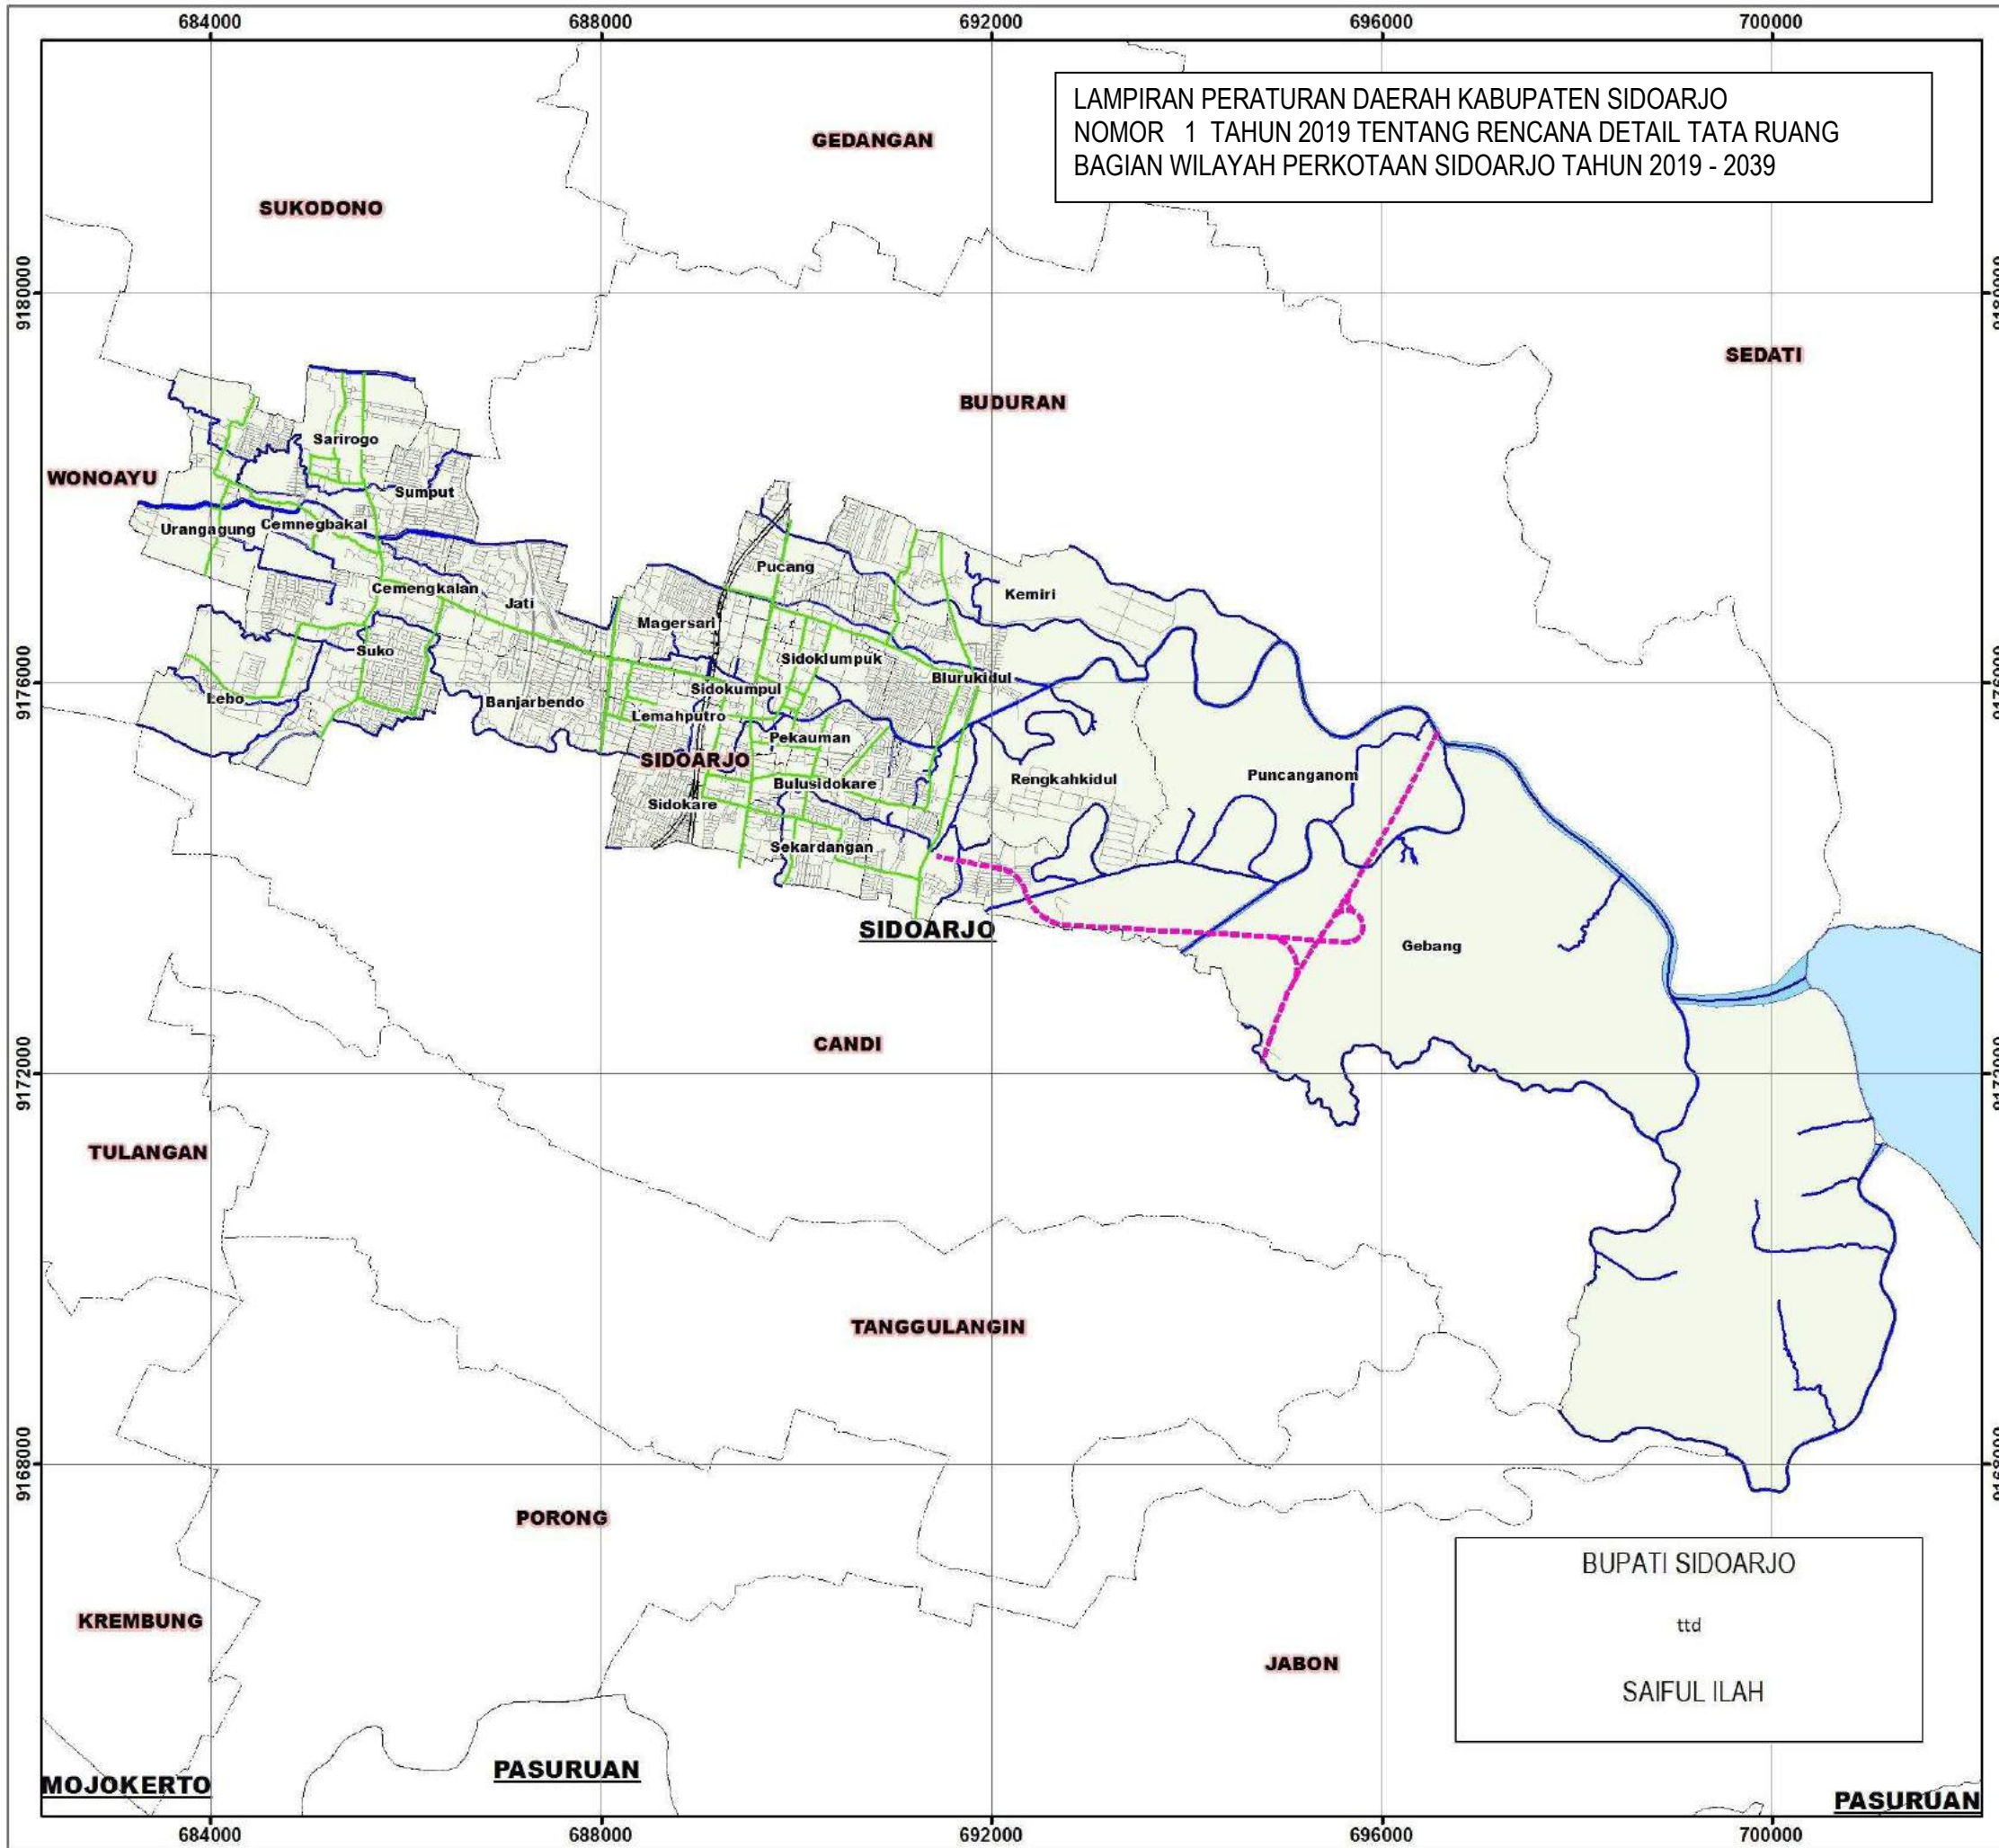 684000 688000 692000 696000 700000
LAMPIRAN PERATURAN DAERAH KABUPATEN SIDOARJO
NOMOR 1 TAHUN 2019 TENTANG RENCANA DETAIL TATA RUANG
BAGIAN WILAYAH PERKOTAAN SIDOARJO TAHUN 2019 - 2039
GEDANGAN
SUKODONO
9180000
9180000
SEDATI
BUDURAN
Sarirogo
WONOAYU
Sumput
Urangagung
Cemnegbakal
Pucang
Cemengkalan
Kemiri
Jati
Magersari
Suko
Sidoklumpuk
Blurukidul
9176000
9176000
Sidokumpul
Lebo
Banjarbendo
Lemahputro
Pekauman
SIDOARJO
Puncanganom
Rengkahkidul
Bulusidokare
Sidokare
Sekardangan
SIDOARJO
Gebang
CANDI
9172000
9172000
TULANGAN
TANGGULANGIN
9168000
9168000
PORONG
BUPATI SIDOARJO
ttd
SAIFUL ILAH
KREMBUNG
JABON
PASURUAN
MOJOKERTO
PASURUAN
684000 688000 692000 696000 700000